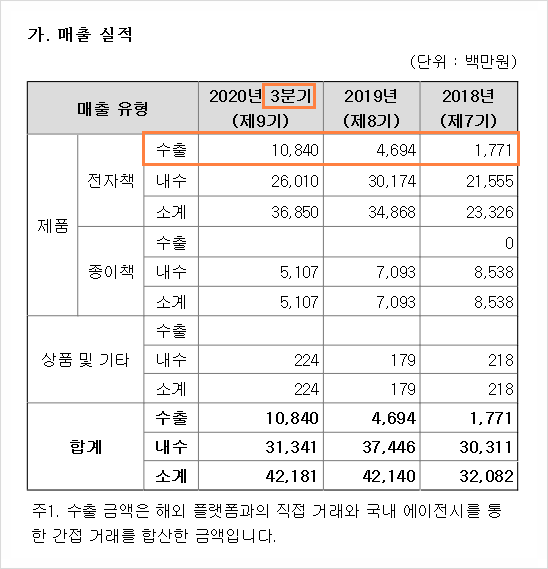 가. 매출 실적
(단위 : 백만원)
매출 유형 2020년 3분기 (제9기) 2019년 (제8기) 2018년 (제7기)
제품 전자책 수출 10,840 4,694 1,771
내수 26,010 30,174 21,555
소계 36,850 34,868 23,326
종이책 수출 0
내수 5,107 7,093 8,538
소계 5,107 7,093 8,538
상품 및 기타 수출
내수 224 179 218
소계 224 179 218
합계 수출 10,840 4,694 1,771
내수 31,341 37,446 30,311
소계 42,181 42,140 32,082
주1. 수출 금액은 해외 플랫폼과의 직접 거래와 국내 에이전시를 통
한 간접 거래를 합산한 금액입니다.